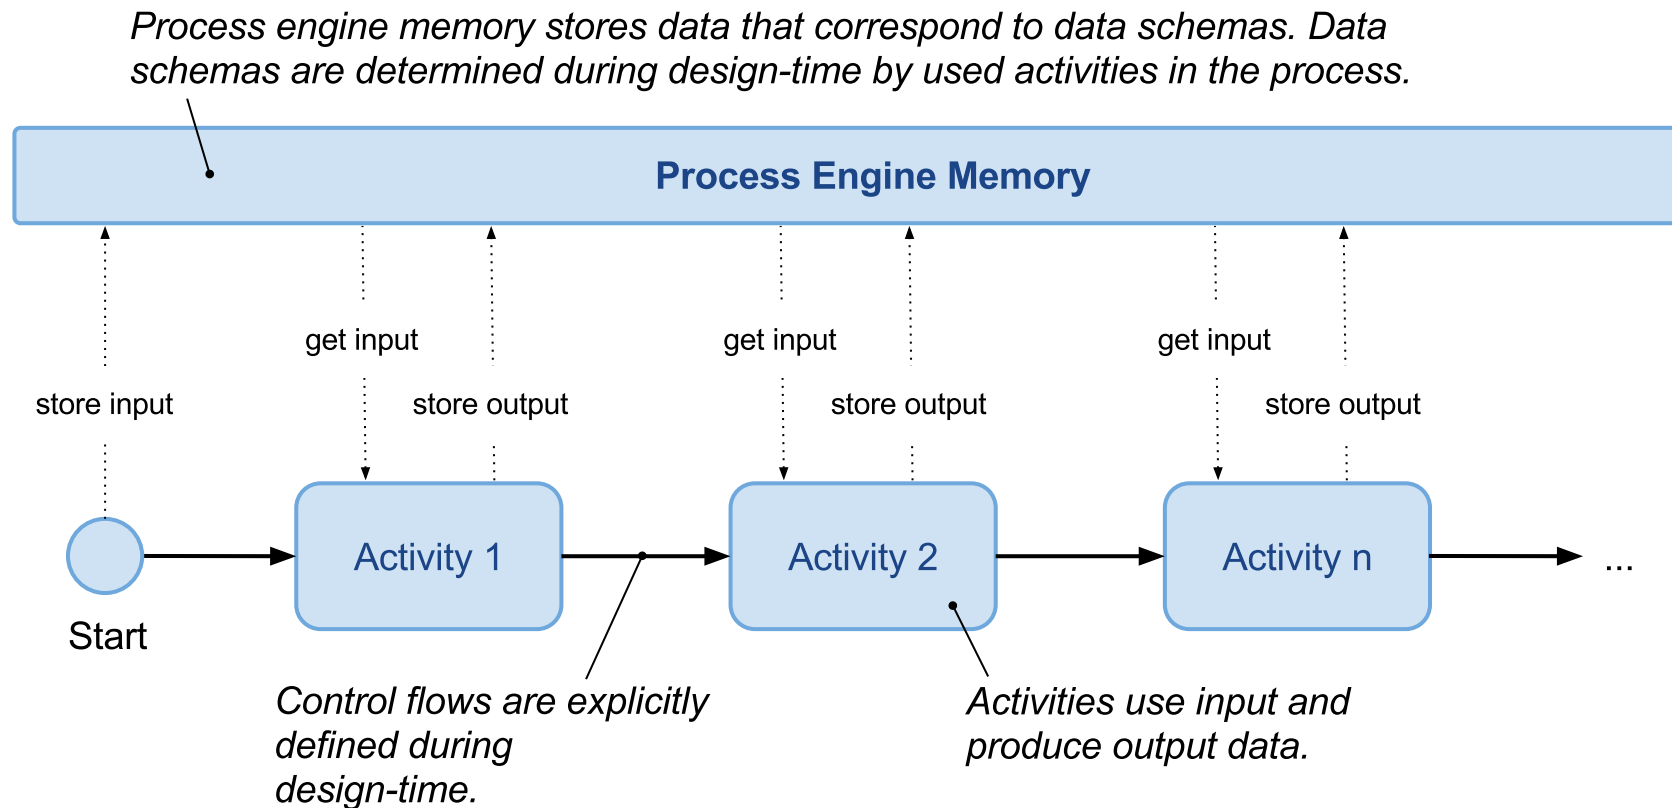 Process engine memory stores data that correspond to data schemas. Data
schemas are determined during design-time by used activities in the process.
Process Engine Memory
get input
get input
get input
store input
store output
store output
store output
Activity 1
Activity 2
Activity n
...
Start
Control flows are explicitly
defined during
design-time.
Activities use input and
produce output data.